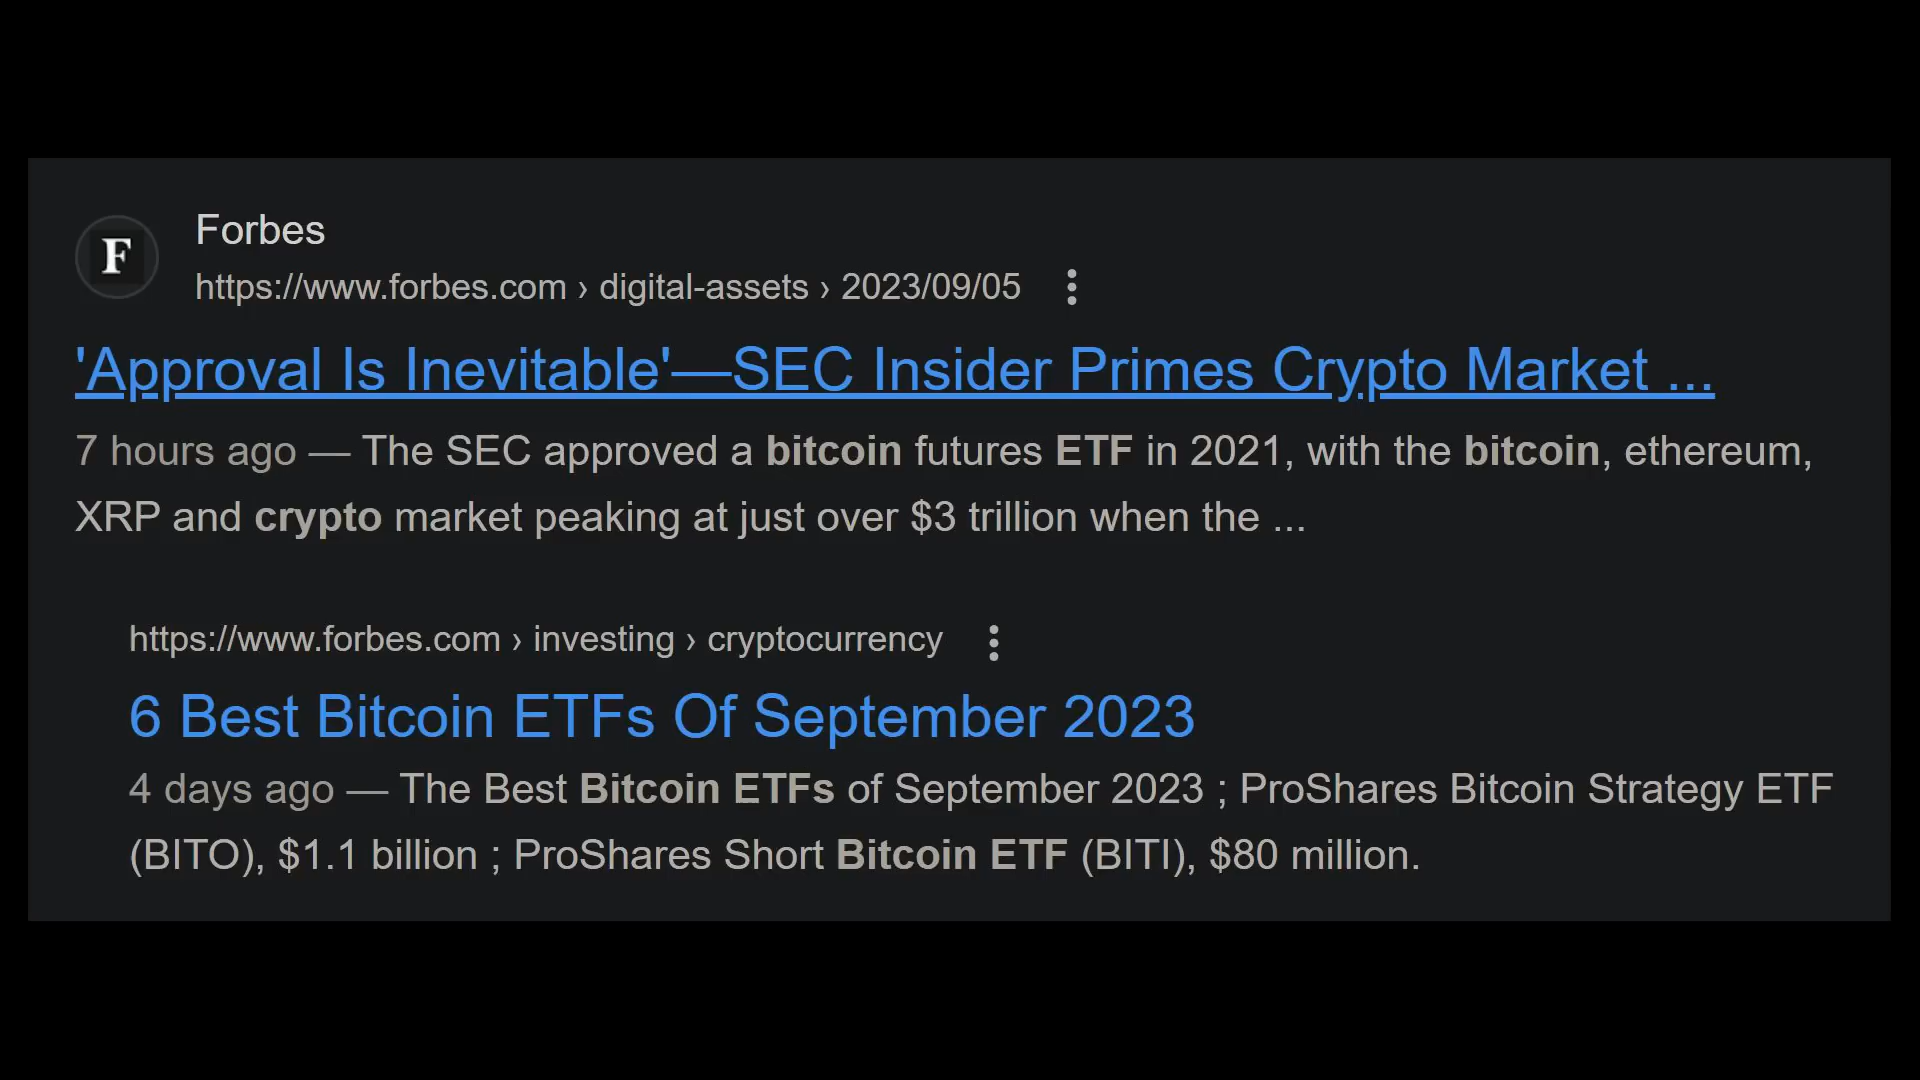 F
Forbes
https://www.forbes.com › digital-assets › 2023/09/05
'Approval Is Inevitable'—SEC Insider Primes Crypto Market ...
7 hours ago — The SEC approved a bitcoin futures ETF in 2021, with the bitcoin, ethereum,
XRP and crypto market peaking at just over $3 trillion when the ...
https://www.forbes.com › investing › cryptocurrency
6 Best Bitcoin ETFs Of September 2023
4 days ago — The Best Bitcoin ETFs of September 2023 ; ProShares Bitcoin Strategy ETF
(BITO), $1.1 billion ; ProShares Short Bitcoin ETF (BITI), $80 million.